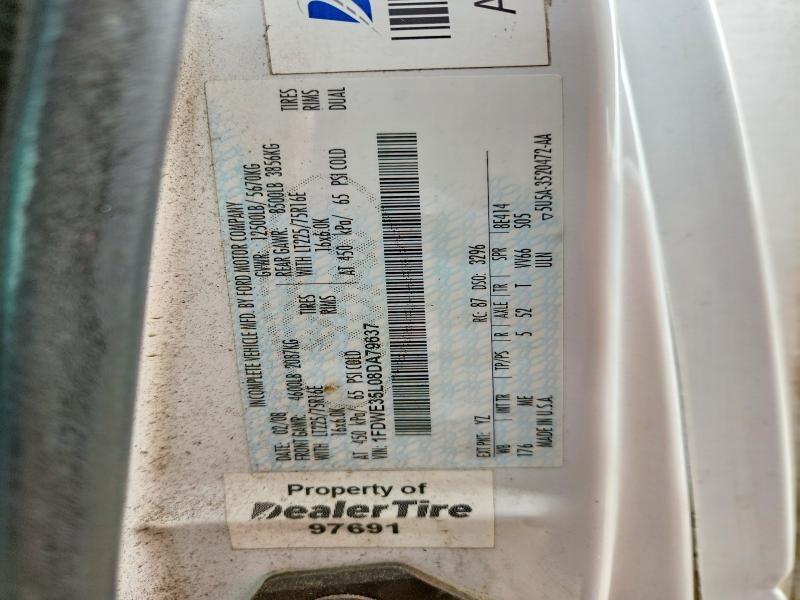 INCOMPLETE VEHICLE MFD. BY FORD MOTOR COMPANY
DATE: 02/08 GVWR: 12500LB/ 5670KG
FRONT GAWR: 4600LB 2087KG REAR GAWR: 8500LB 3856KG
WITH LT225/75R16E TIRES WITH LT225/75R16E TIRES
16x6.0K RIMS 16x6.0K RIMS
AT 450 kPa/ 65 PSI COLD AT 450 kPa/ 65 PSI COLD DUAL
VIN: 1FDWE35L08DA79637
EXT PNT: YZ RC: 87 DSO: 3296
WB INT TR TP/PS R AXLE TR SPR 8E414
176 ME 5 52 T VV66 S05
MADE IN U.S.A. ULN
▽5U5A-3520472-AA
Property of
DealerTire
97691
A